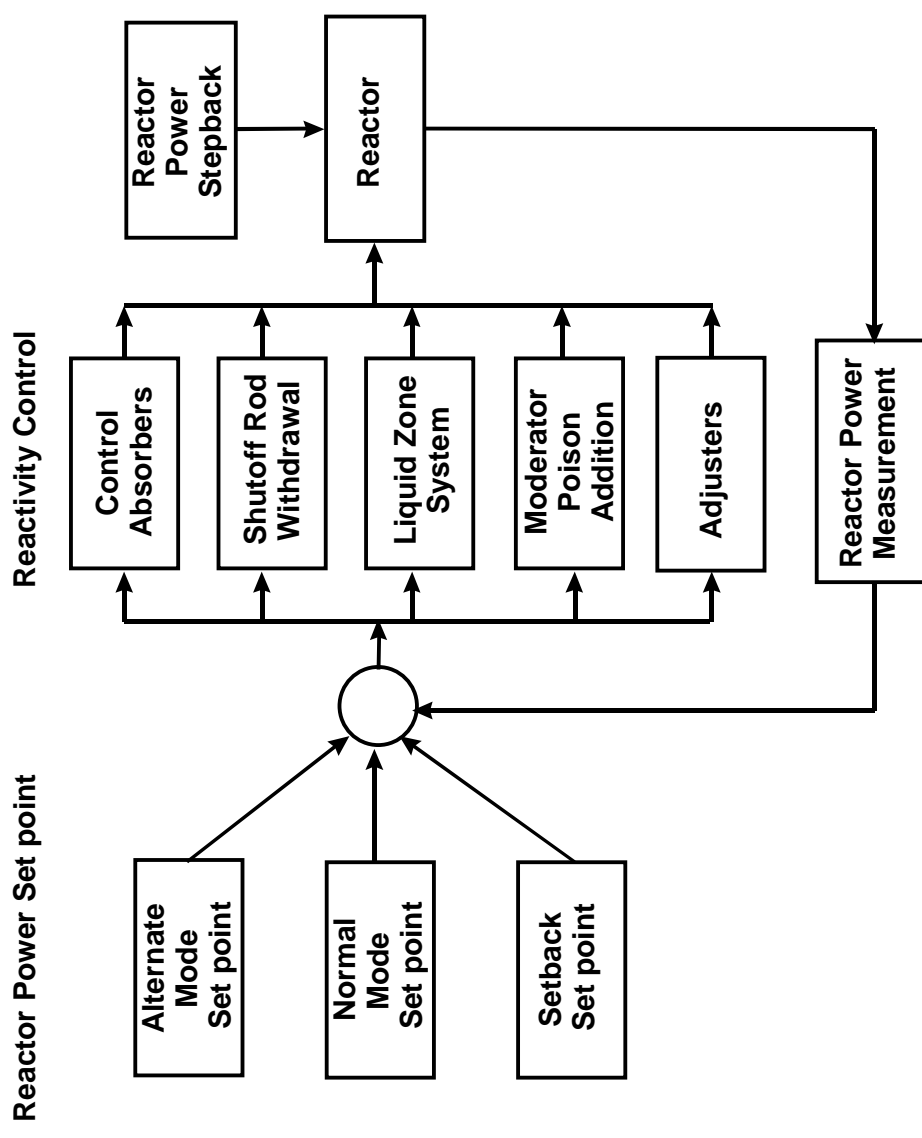 Reactor Power Set point
Reactivity Control
Alternate
Mode
Set point
Normal
Mode
Set point
Setback
Set point
Control
Absorbers
Shutoff Rod
Withdrawal
Liquid Zone
System
Moderator
Poison
Addition
Adjusters
Reactor
Power
Stepback
Reactor
Reactor Power
Measurement